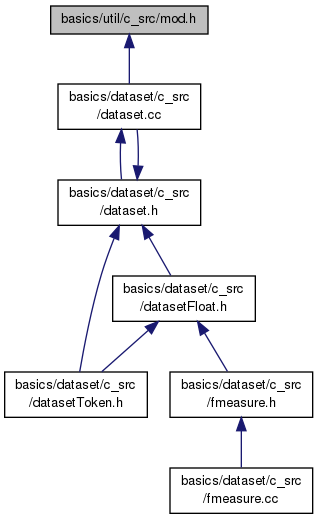 basics/util/c_src/mod.h
basics/dataset/c_src
/dataset.cc
basics/dataset/c_src
/dataset.h
basics/dataset/c_src
/datasetFloat.h
basics/dataset/c_src
/datasetToken.h
basics/dataset/c_src
/fmeasure.h
basics/dataset/c_src
/fmeasure.cc